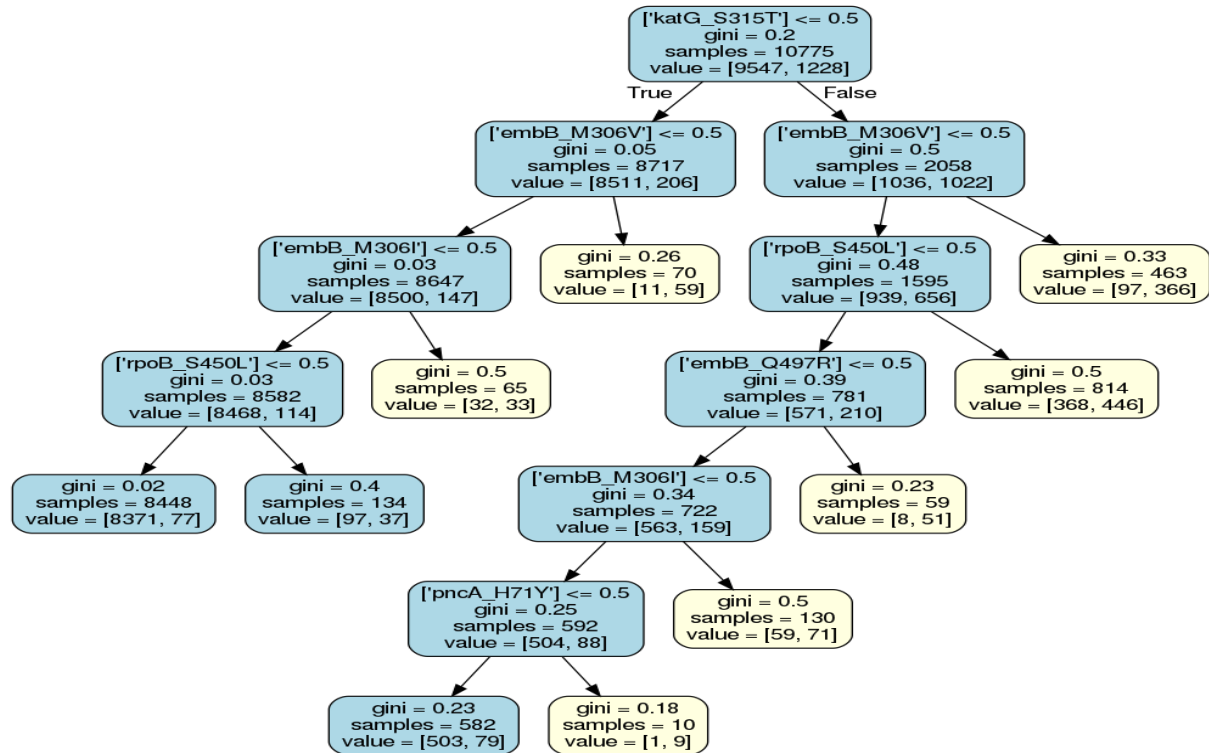 ['katG_S315T'] <= 0.5
gini = 0.2
samples = 10775
value = [9547, 1228]
True
False
['embB_M306V'] <= 0.5
gini = 0.05
samples = 8717
value = [8511, 206]
['embB_M306V'] <= 0.5
gini = 0.5
samples = 2058
value = [1036, 1022]
['embB_M306I'] <= 0.5
gini = 0.03
samples = 8647
value = [8500, 147]
gini = 0.26
samples = 70
value = [11, 59]
['rpoB_S450L'] <= 0.5
gini = 0.48
samples = 1595
value = [939, 656]
gini = 0.33
samples = 463
value = [97, 366]
['rpoB_S450L'] <= 0.5
gini = 0.03
samples = 8582
value = [8468, 114]
gini = 0.5
samples = 65
value = [32, 33]
['embB_Q497R'] <= 0.5
gini = 0.39
samples = 781
value = [571, 210]
gini = 0.5
samples = 814
value = [368, 446]
gini = 0.02
samples = 8448
value = [8371, 77]
gini = 0.4
samples = 134
value = [97, 37]
['embB_M306I'] <= 0.5
gini = 0.34
samples = 722
value = [563, 159]
gini = 0.23
samples = 59
value = [8, 51]
['pncA_H71Y'] <= 0.5
gini = 0.25
samples = 592
value = [504, 88]
gini = 0.5
samples = 130
value = [59, 71]
gini = 0.23
samples = 582
value = [503, 79]
gini = 0.18
samples = 10
value = [1, 9]